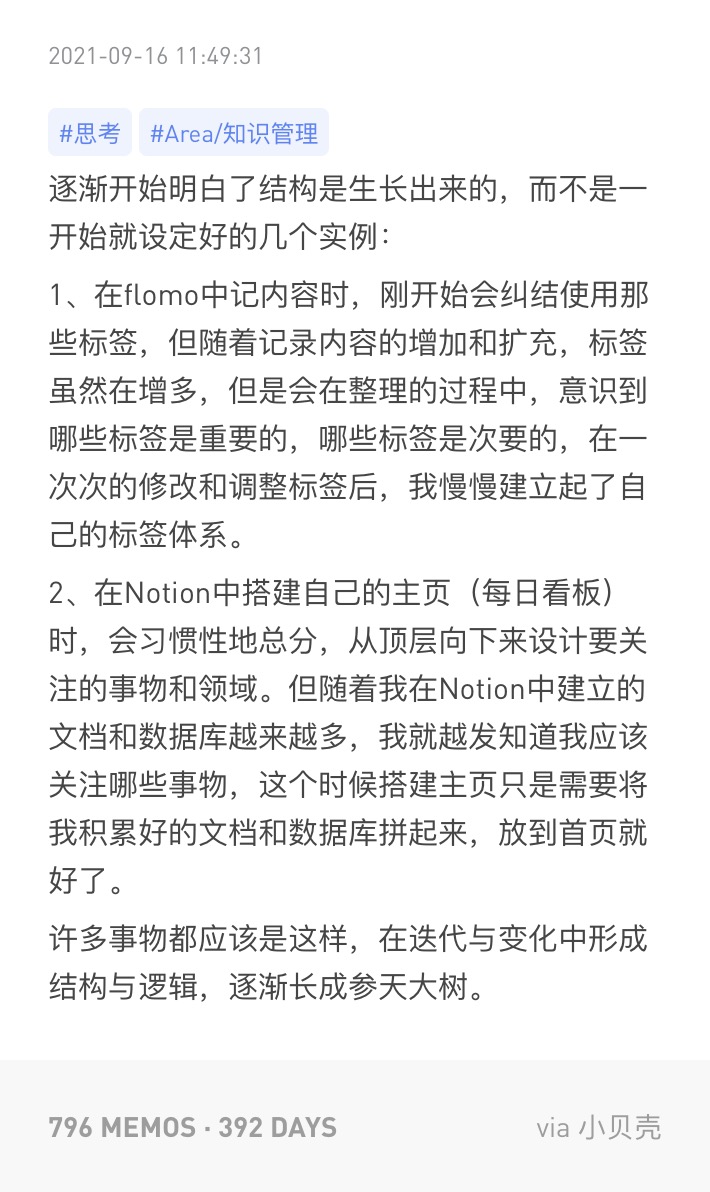 2021-09-16 11:49:31
#思考 #Area/知识管理
逐渐开始明白了结构是生长出来的，而不是一
开始就设定好的几个实例：
1、在flomo中记内容时，刚开始会纠结使用那
些标签，但随着记录内容的增加和扩充，标签
虽然在增多，但是会在整理的过程中，意识到
哪些标签是重要的，哪些标签是次要的，在一
次次的修改和调整标签后，我慢慢建立起了自
己的标签体系。
2、在Notion中搭建自己的主页（每日看板）
时，会习惯性地总分，从顶层向下来设计要关
注的事物和领域。但随着我在Notion中建立的
文档和数据库越来越多，我就越发知道我应该
关注哪些事物，这个时候搭建主页只是需要将
我积累好的文档和数据库拼起来，放到首页就
好了。
许多事物都应该是这样，在迭代与变化中形成
结构与逻辑，逐渐长成参天大树。
796 MEMOS · 392 DAYS
via 小贝壳